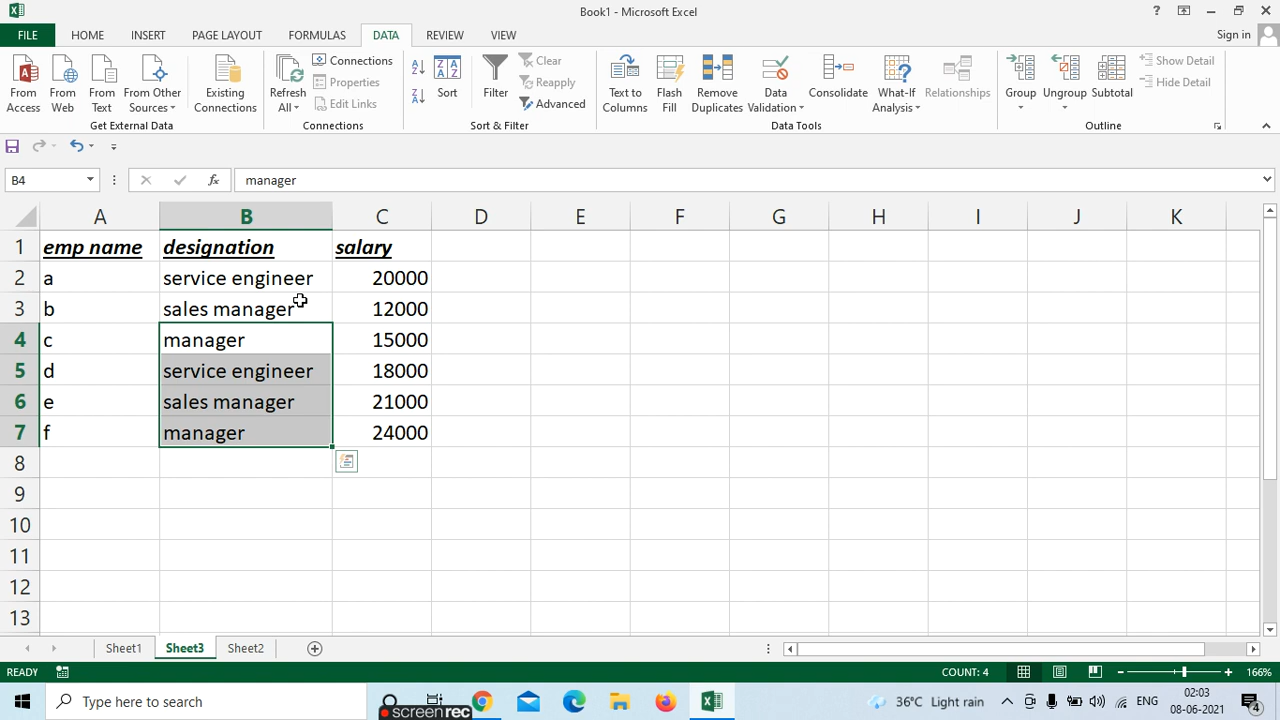 Book1 - Microsoft Excel
FILE HOME INSERT PAGE LAYOUT FORMULAS DATA REVIEW VIEW Sign in
From Access
From Web
From Text
From Other Sources
Get External Data
Existing Connections
Refresh All
Connections
Properties
Edit Links
Connections
Sort
Filter
Clear
Reapply
Advanced
Sort & Filter
Text to Columns
Flash Fill
Remove Duplicates
Data Validation
Consolidate
What-If Analysis
Relationships
Data Tools
Group
Ungroup
Subtotal
Show Detail
Hide Detail
Outline
B4 fx manager
A B C D E F G H I J K
1 emp name designation salary
2 a service engineer 20000
3 b sales manager 12000
4 c manager 15000
5 d service engineer 18000
6 e sales manager 21000
7 f manager 24000
8
9
10
11
12
13
Sheet1 Sheet3 Sheet2
READY COUNT: 4 166%
Type here to search
screenrec
36°C Light rain ENG 02:03
08-06-2021
4